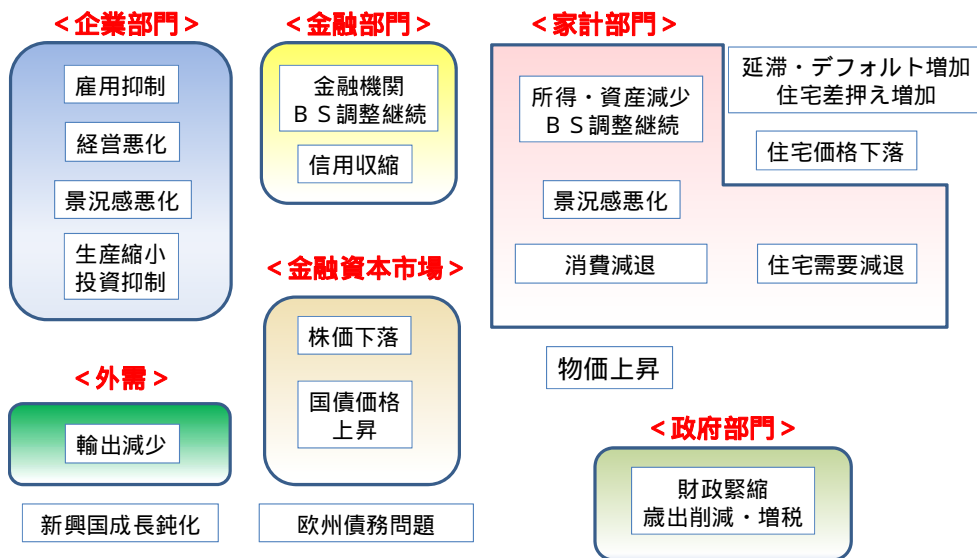 <企業部門>
雇用抑制
経営悪化
景況感悪化
生産縮小
投資抑制
<金融部門>
金融機関
BS調整継続
信用収縮
<家計部門>
所得・資産減少
BS調整継続
景況感悪化
消費減退
延滞・デフォルト増加
住宅差押え増加
住宅価格下落
住宅需要減退
<金融資本市場>
株価下落
国債価格
上昇
物価上昇
<外需>
輸出減少
新興国成長鈍化
欧州債務問題
<政府部門>
財政緊縮
歳出削減・増税